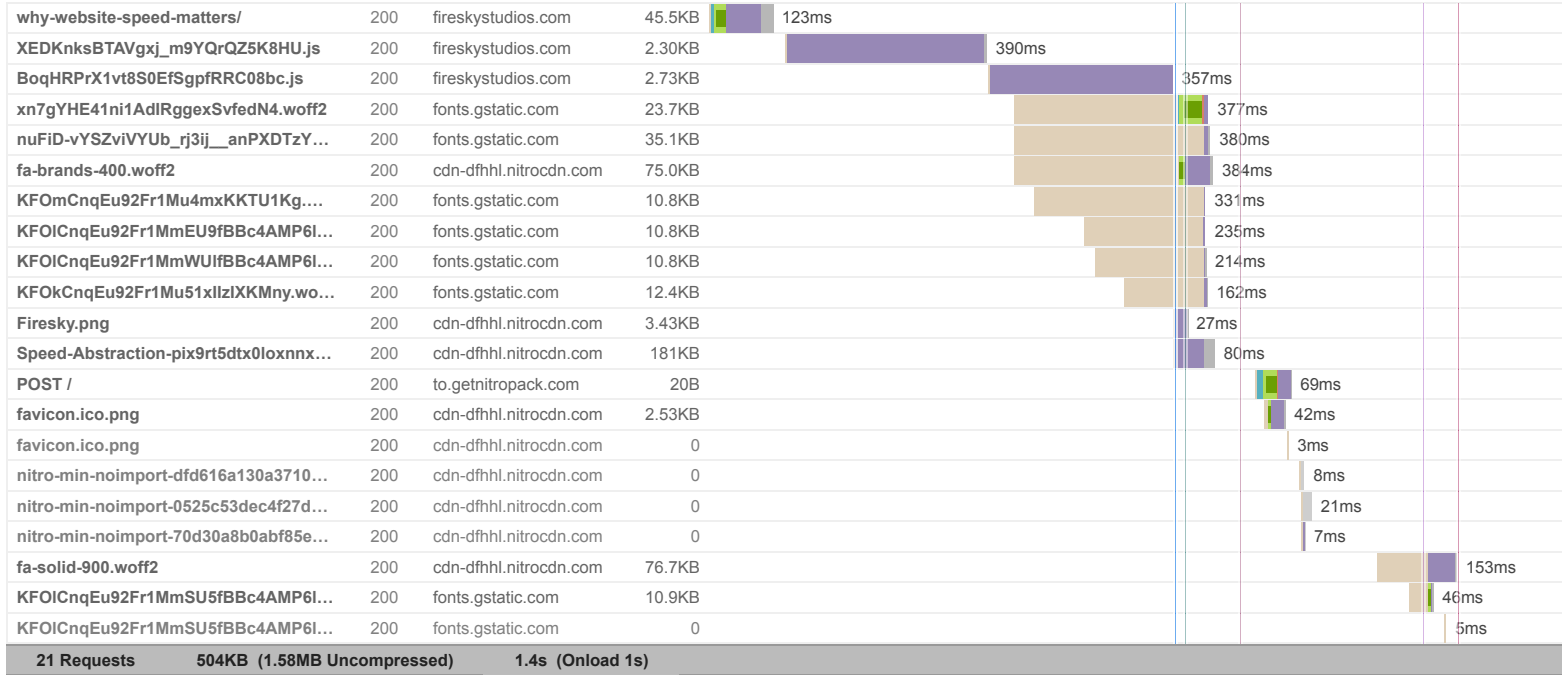 why-website-speed-matters/ 200 fireskystudios.com 45.5KB 123ms
XEDKnksBTAVgxj_m9YQrQZ5K8HU.js 200 fireskystudios.com 2.30KB 390ms
BoqHRPrX1vt8S0EfSgpfRRC08bc.js 200 fireskystudios.com 2.73KB 357ms
xn7gYHE41ni1AdIRggexSvfedN4.woff2 200 fonts.gstatic.com 23.7KB 377ms
nuFiD-vYSZviVYUb_rj3ij__anPXDTzY... 200 fonts.gstatic.com 35.1KB 380ms
fa-brands-400.woff2 200 cdn-dfhhl.nitrocdn.com 75.0KB 384ms
KFOmCnqEu92Fr1Mu4mxKKTU1Kg.... 200 fonts.gstatic.com 10.8KB 331ms
KFOlCnqEu92Fr1MmEU9fBBc4AMP6l... 200 fonts.gstatic.com 10.8KB 235ms
KFOlCnqEu92Fr1MmWUlfBBc4AMP6l... 200 fonts.gstatic.com 10.8KB 214ms
KFOkCnqEu92Fr1Mu51xIIzIXKMny.wo... 200 fonts.gstatic.com 12.4KB 162ms
Firesky.png 200 cdn-dfhhl.nitrocdn.com 3.43KB 27ms
Speed-Abstraction-pix9rt5dtx0loxnnx... 200 cdn-dfhhl.nitrocdn.com 181KB 80ms
POST / 200 to.getnitropack.com 20B 69ms
favicon.ico.png 200 cdn-dfhhl.nitrocdn.com 2.53KB 42ms
favicon.ico.png 200 cdn-dfhhl.nitrocdn.com 0 3ms
nitro-min-noimport-dfd616a130a3710... 200 cdn-dfhhl.nitrocdn.com 0 8ms
nitro-min-noimport-0525c53dec4f27d... 200 cdn-dfhhl.nitrocdn.com 0 21ms
nitro-min-noimport-70d30a8b0abf85e... 200 cdn-dfhhl.nitrocdn.com 0 7ms
fa-solid-900.woff2 200 cdn-dfhhl.nitrocdn.com 76.7KB 153ms
KFOlCnqEu92Fr1MmSU5fBBc4AMP6l... 200 fonts.gstatic.com 10.9KB 46ms
KFOlCnqEu92Fr1MmSU5fBBc4AMP6l... 200 fonts.gstatic.com 0 5ms
21 Requests 504KB (1.58MB Uncompressed) 1.4s (Onload 1s)